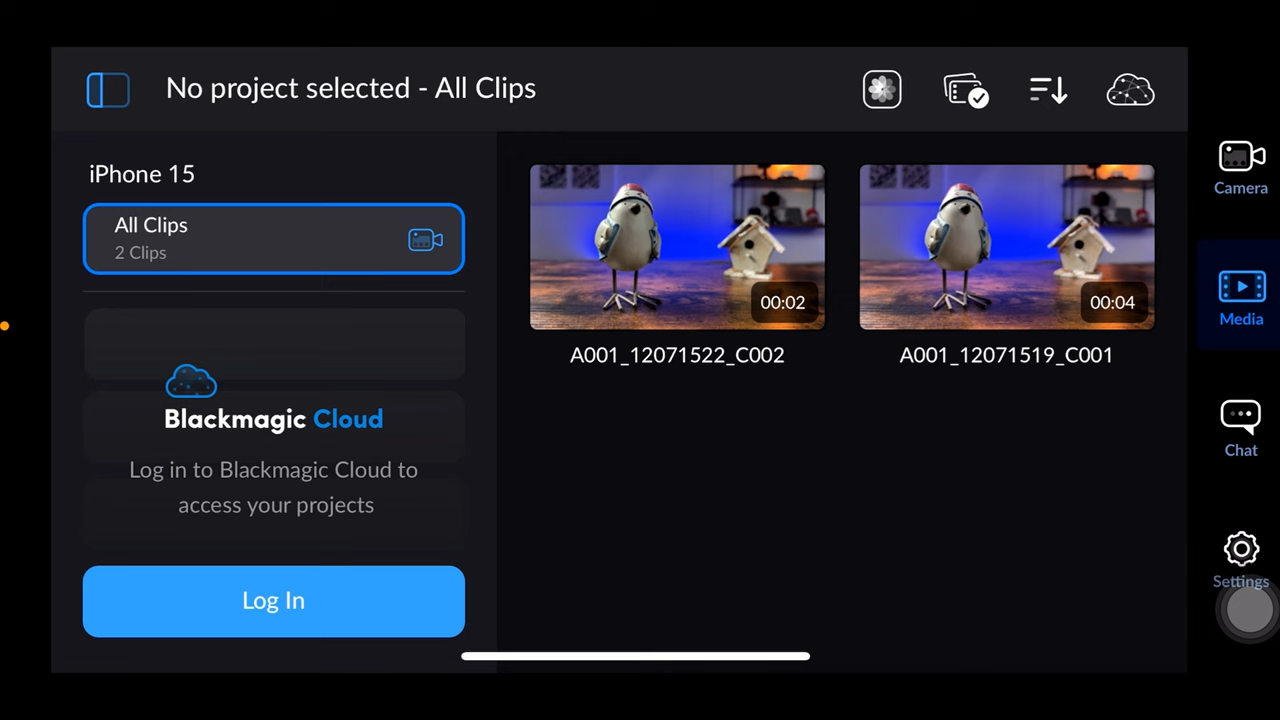 No project selected - All Clips
iPhone 15
All Clips
2 Clips
Blackmagic Cloud
Log in to Blackmagic Cloud to
access your projects
Log In
00:02
00:04
A001_12071522_C002
A001_12071519_C001
Camera
Media
Chat
Settings